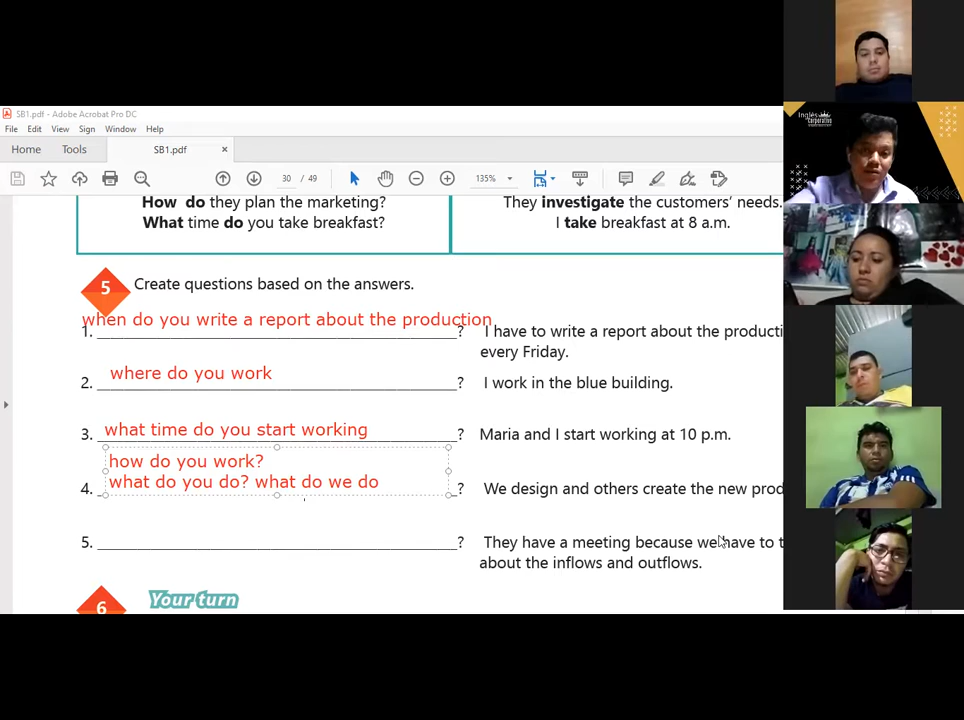 SB1.pdf - Adobe Acrobat Pro DC
File Edit View Sign Window Help
Home Tools SB1.pdf ×
30 / 49 135%
How do they plan the marketing? They investigate the customers' needs.
What time do you take breakfast? I take breakfast at 8 a.m.
5 Create questions based on the answers.
when do you write a report about the production
1. ? I have to write a report about the producti
every Friday.
2. where do you work ? I work in the blue building.
3. what time do you start working ? Maria and I start working at 10 p.m.
how do you work?
what do you do? what do we do
4. ? We design and others create the new prod
5. ? They have a meeting because we have to t
about the inflows and outflows.
6 Your turn
Inglés
corporativo